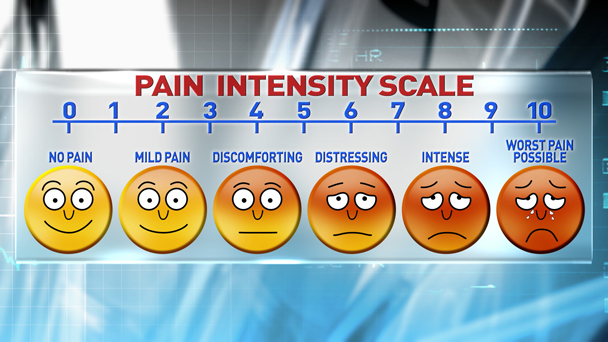 HR
PAIN INTENSITY SCALE
0 1 2 3 4 5 6 7 8 9 10
NO PAIN MILD PAIN DISCOMFORTING DISTRESSING INTENSE WORST PAIN
POSSIBLE